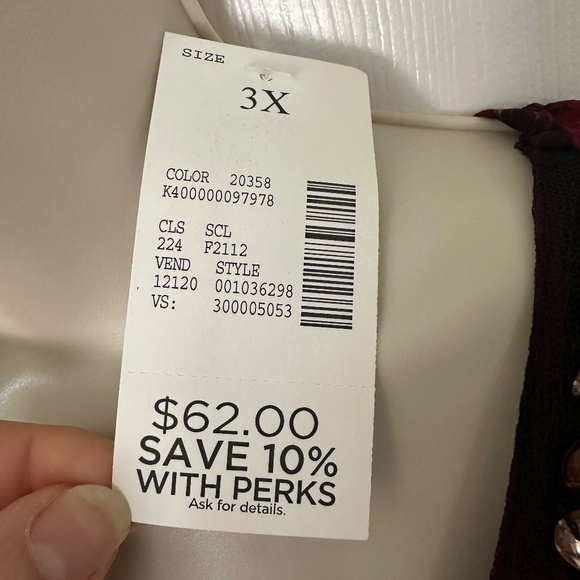 SIZE
3X
COLOR 20358
K400000097978
CLS SCL
224 F2112
VEND STYLE
12120 001036298
VS: 300005053
$62.00
SAVE 10%
WITH PERKS
Ask for details.